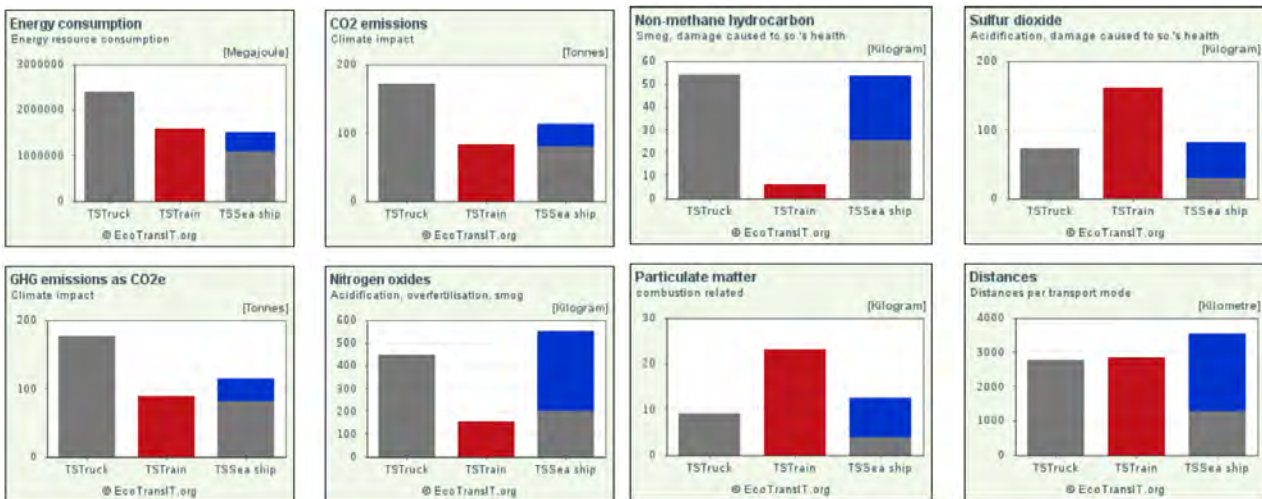 Energy consumption
Energy resource consumption
[Megajoule]
3000000
2000000
1000000
0
TSTruck TSTrain TSSea ship
© EcoTransIT.org
CO2 emissions
Climate impact
[Tonnes]
200
100
0
TSTruck TSTrain TSSea ship
© EcoTransIT.org
Non-methane hydrocarbon
Smog, damage caused to so.'s health
[Kilogram]
60
50
40
30
20
10
0
TSTruck TSTrain TSSea ship
© EcoTransIT.org
Sulfur dioxide
Acidification, damage caused to so.'s health
[Kilogram]
200
100
0
TSTruck TSTrain TSSea ship
© EcoTransIT.org
GHG emissions as CO2e
Climate impact
[Tonnes]
200
100
0
TSTruck TSTrain TSSea ship
© EcoTransIT.org
Nitrogen oxides
Acidification, overfertilisation, smog
[Kilogram]
600
500
400
300
200
100
0
TSTruck TSTrain TSSea ship
© EcoTransIT.org
Particulate matter
combustion related
[Kilogram]
30
20
10
0
TSTruck TSTrain TSSea ship
© EcoTransIT.org
Distances
Distances per transport mode
[Kilometre]
4000
3000
2000
1000
0
TSTruck TSTrain TSSea ship
© EcoTransIT.org